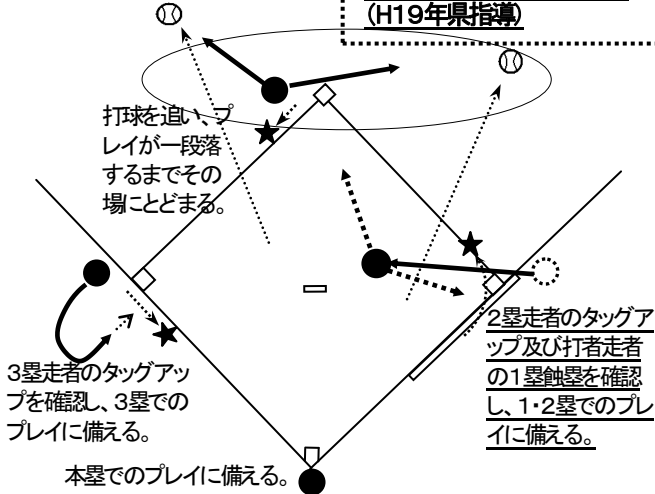 (H19年県指導)
打球を追い、プ
レイが一段落
するまでその
場にとどまる。
2塁走者のタッグア
ップ及び打者走者
の1塁蝕塁を確認
し、1・2塁でのプレ
イに備える。
3塁走者のタッグアッ
プを確認し、3塁での
プレイに備える。
本塁でのプレイに備える。